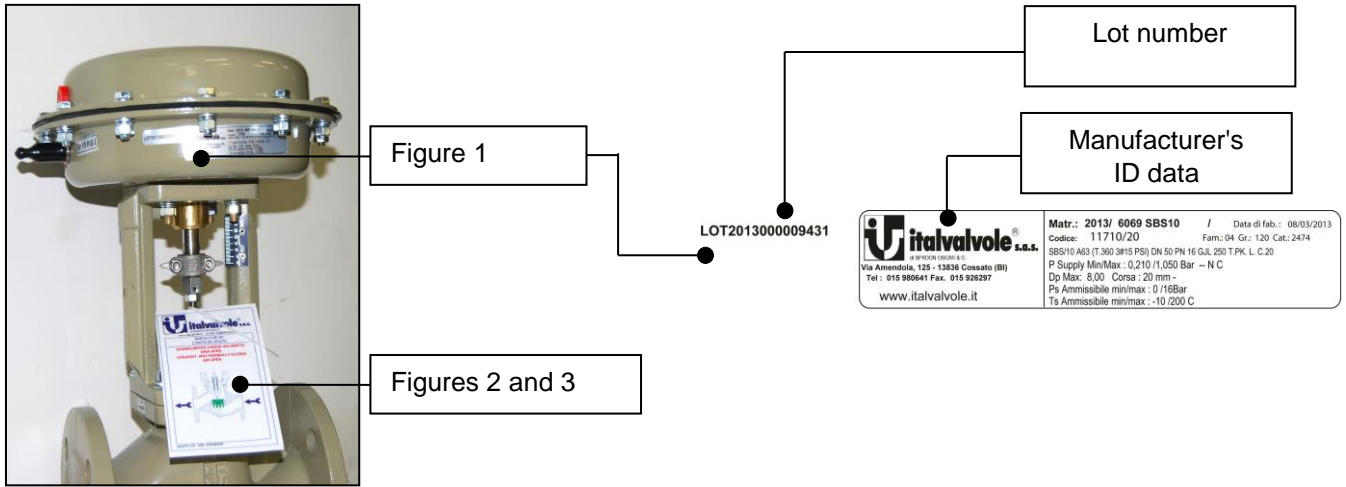 Lot number
Manufacturer's
ID data
Figure 1
Figures 2 and 3
LOT2013000009431
italvalvole® s.a.s.
Via Amendola, 125 - 13836 Cossato (BI)
Tel : 015 980641 Fax. 015 926297
www.italvalvole.it
Matr.: 2013/ 6069 SBS10 / Data di fab. : 08/03/2013
Codice: 11710/20 Fam.: 04 Gr.: 120 Cat.: 2474
SBS/10 A63 (T.360 3#15 PSI) DN 50 PN 16 GJL 250 T.PK. L. C.20
P Supply Min/Max : 0,210 /1,050 Bar -- N C
Dp Max: 8,00 Corsa : 20 mm -
Ps Ammissibile min/max : 0 /16Bar
Ts Ammissibile min/max : -10 /200 C
italvalvole s.a.s.